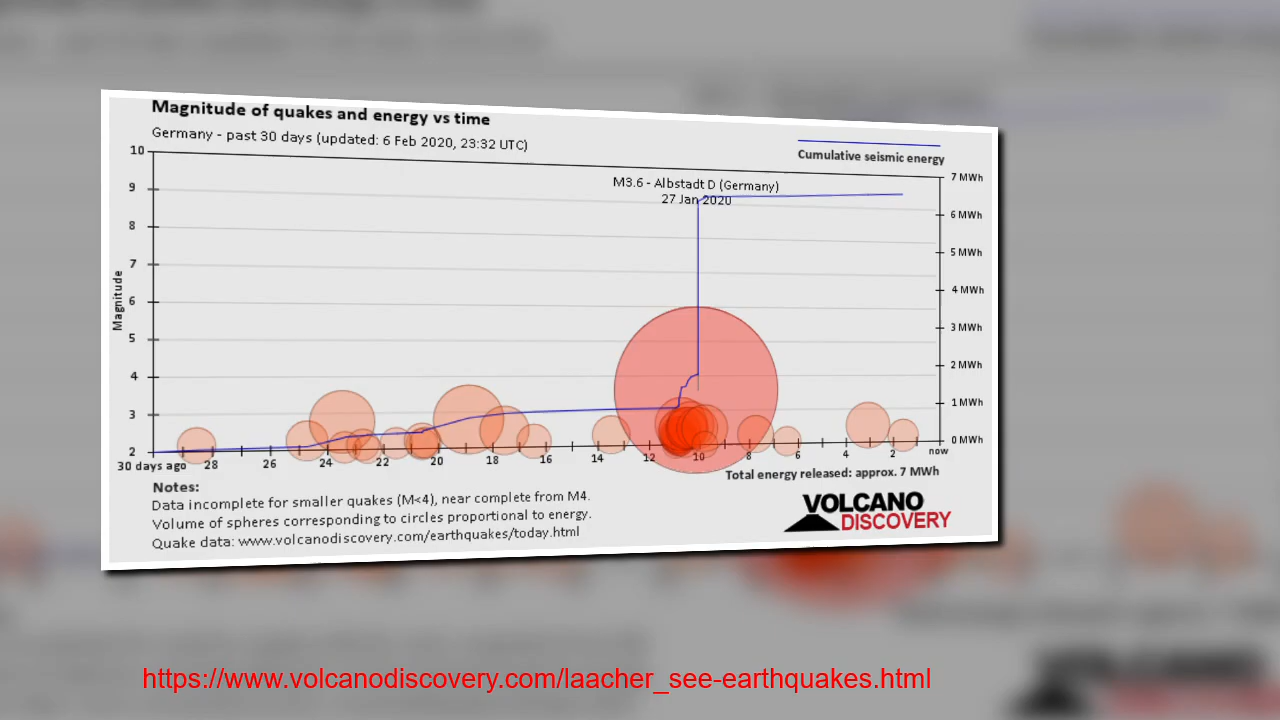 Magnitude of quakes and energy vs time
Germany - past 30 days (updated: 6 Feb 2020, 23:32 UTC)
Cumulative seismic energy
M3.6 - Albstadt D (Germany)
27 Jan 2020
10
9
8
7
6
5
4
3
2
Magnitude
7 MWh
6 MWh
5 MWh
4 MWh
3 MWh
2 MWh
1 MWh
0 MWh
30 days ago 28 26 24 22 20 18 16 14 12 10 8 6 4 2 now
Total energy released: approx. 7 MWh
Notes:
Data incomplete for smaller quakes (M<4), near complete from M4.
Volume of spheres corresponding to circles proportional to energy.
Quake data: www.volcanodiscovery.com/earthquakes/today.html
VOLCANO
DISCOVERY
https://www.volcanodiscovery.com/laacher_see-earthquakes.html